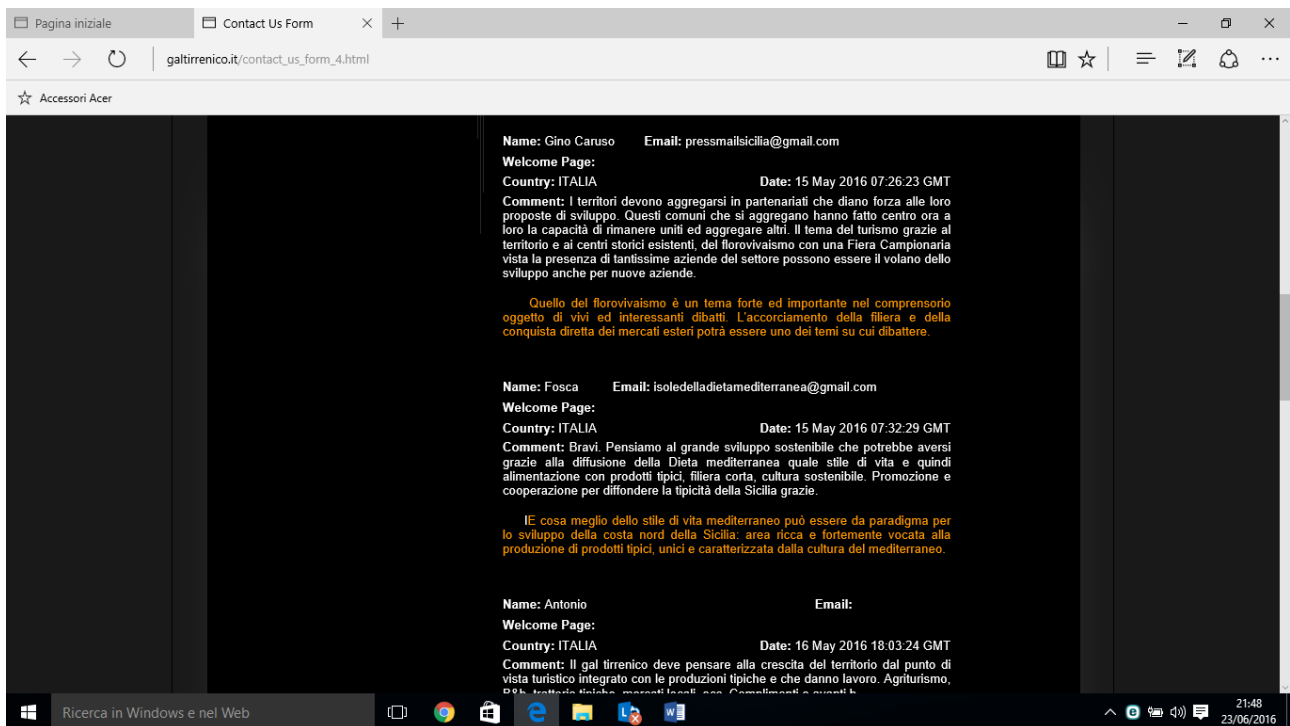 Pagina iniziale
Contact Us Form
galtirrenico.it/contact_us_form_4.html
Accessori Acer
Name: Gino Caruso Email: pressmailsicilia@gmail.com
Welcome Page:
Country: ITALIA Date: 15 May 2016 07:26:23 GMT
Comment: I territori devono aggregarsi in partenariati che diano forza alle loro
proposte di sviluppo. Questi comuni che si aggregano hanno fatto centro ora a
loro la capacità di rimanere uniti ed aggregare altri. Il tema del turismo grazie al
territorio e ai centri storici esistenti, del florovivaismo con una Fiera Campionaria
vista la presenza di tantissime aziende del settore possono essere il volano dello
sviluppo anche per nuove aziende.
Quello del florovivaismo è un tema forte ed importante nel comprensorio
oggetto di vivi ed interessanti dibatti. L'accorciamento della filiera e della
conquista diretta dei mercati esteri potrà essere uno dei temi su cui dibattere.
Name: Fosca Email: isoledelladietamediterranea@gmail.com
Welcome Page:
Country: ITALIA Date: 15 May 2016 07:32:29 GMT
Comment: Bravi. Pensiamo al grande sviluppo sostenibile che potrebbe aversi
grazie alla diffusione della Dieta mediterranea quale stile di vita e quindi
alimentazione con prodotti tipici, filiera corta, cultura sostenibile. Promozione e
cooperazione per diffondere la tipicità della Sicilia grazie.
IE cosa meglio dello stile di vita mediterraneo può essere da paradigma per
lo sviluppo della costa nord della Sicilia: area ricca e fortemente vocata alla
produzione di prodotti tipici, unici e caratterizzata dalla cultura del mediterraneo.
Name: Antonio Email:
Welcome Page:
Country: ITALIA Date: 16 May 2016 18:03:24 GMT
Comment: Il gal tirrenico deve pensare alla crescita del territorio dal punto di
vista turistico integrato con le produzioni tipiche e che danno lavoro. Agriturismo,
B&b, trattorie tipiche, mercati locali, ecc. Complimenti e avanti
Ricerca in Windows e nel Web
21:48
23/06/2016